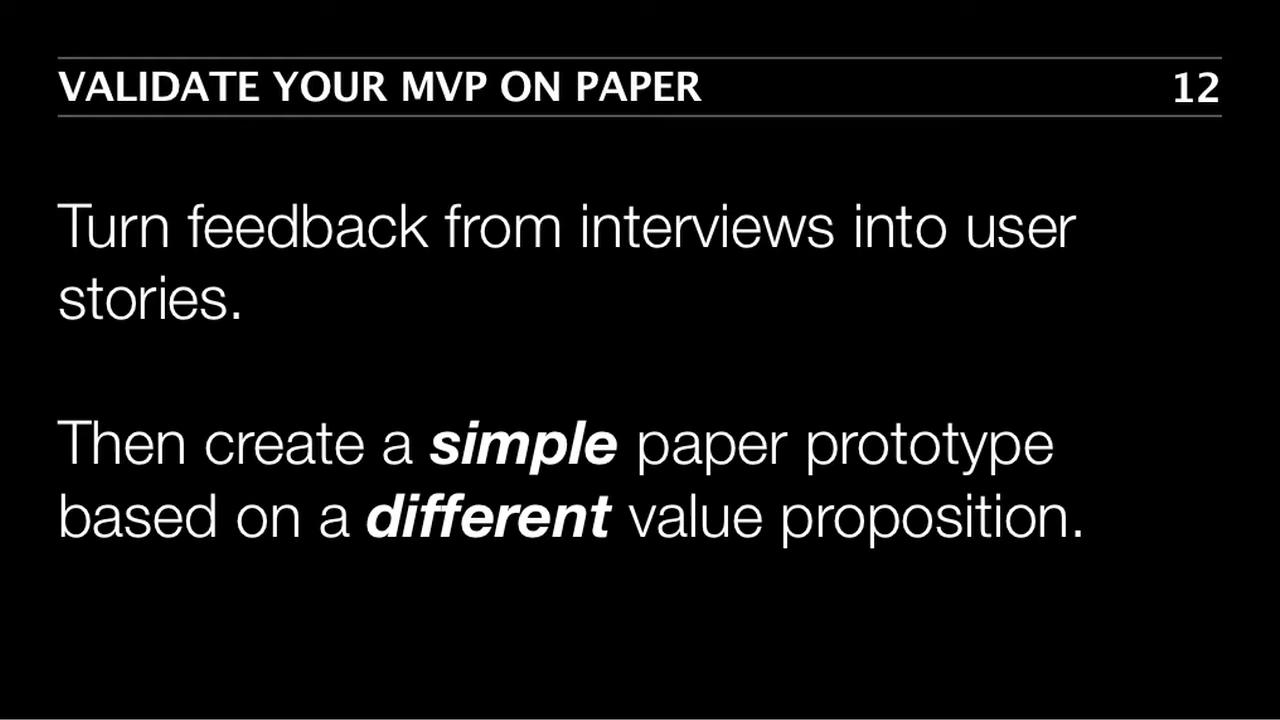 VALIDATE YOUR MVP ON PAPER 12
Turn feedback from interviews into user
stories.
Then create a simple paper prototype
based on a different value proposition.